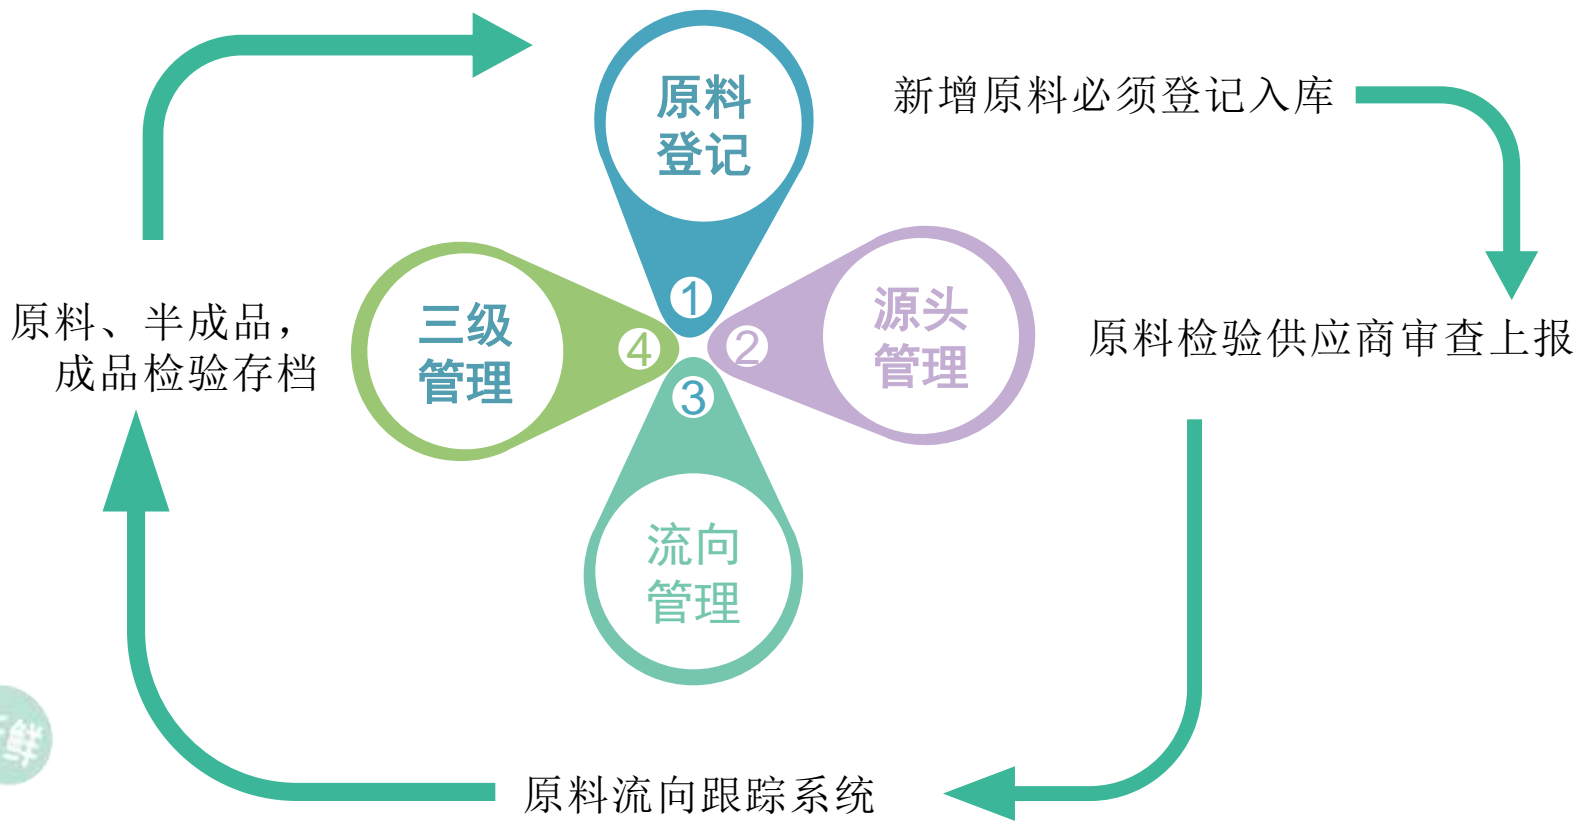 原料
登记
新增原料必须登记入库
1
源头
管理
2
原料检验供应商审查上报
流向
管理
3
原料流向跟踪系统
三级
管理
4
原料、半成品，
成品检验存档
鲜